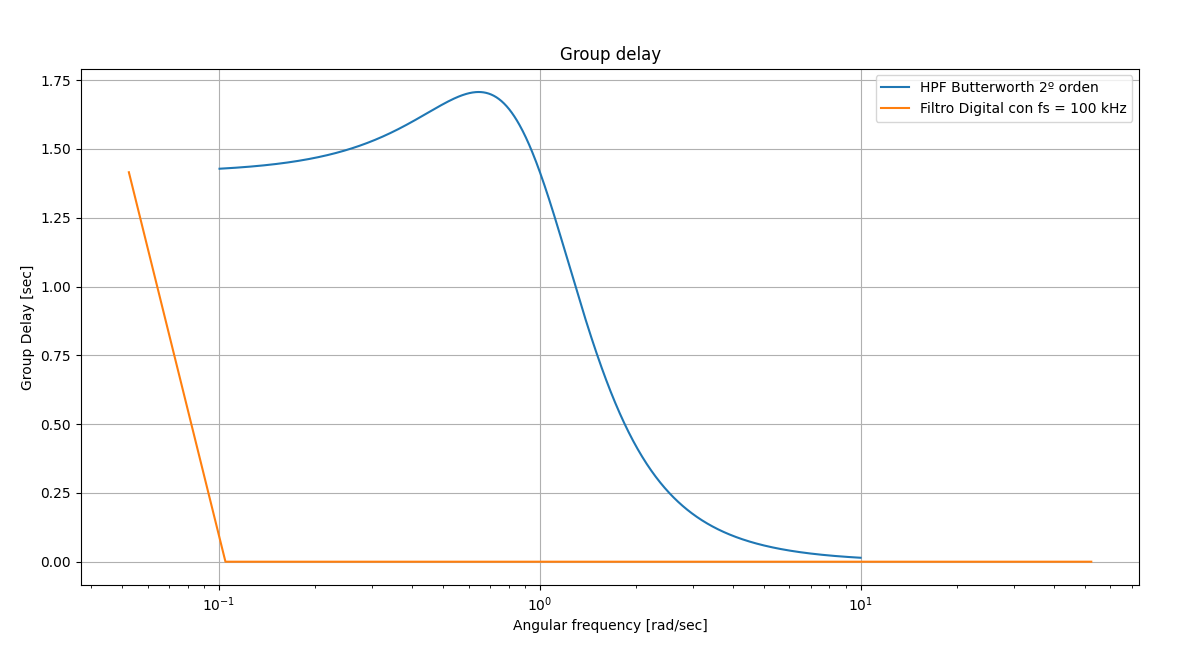 Group delay
HPF Butterworth 2º orden
Filtro Digital con fs = 100 kHz
Group Delay [sec]
1.75
1.50
1.25
1.00
0.75
0.50
0.25
0.00
10⁻¹
10⁰
10¹
Angular frequency [rad/sec]